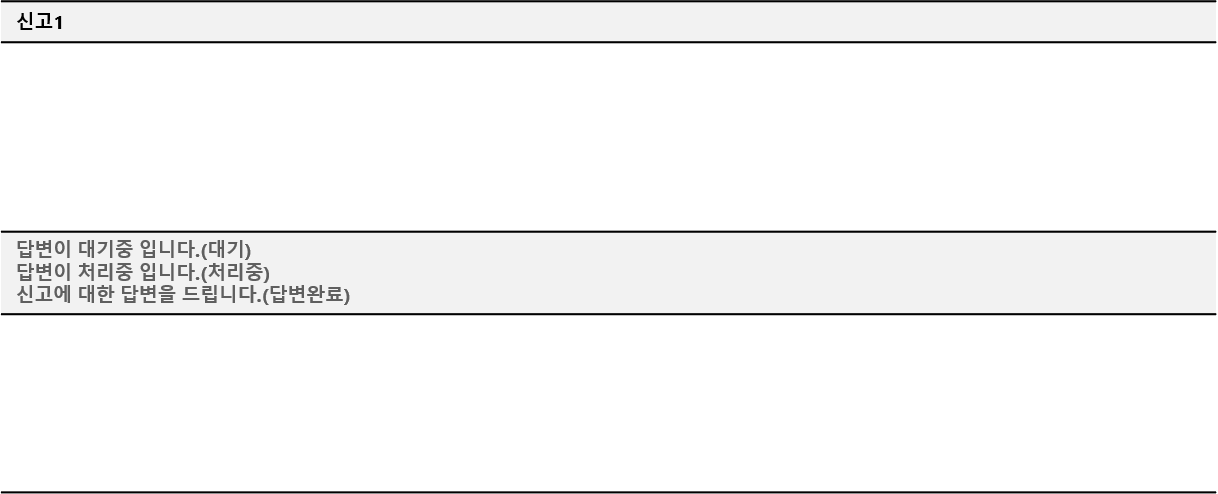 신고1
답변이 대기중 입니다.(대기)
답변이 처리중 입니다.(처리중)
신고에 대한 답변을 드립니다.(답변완료)